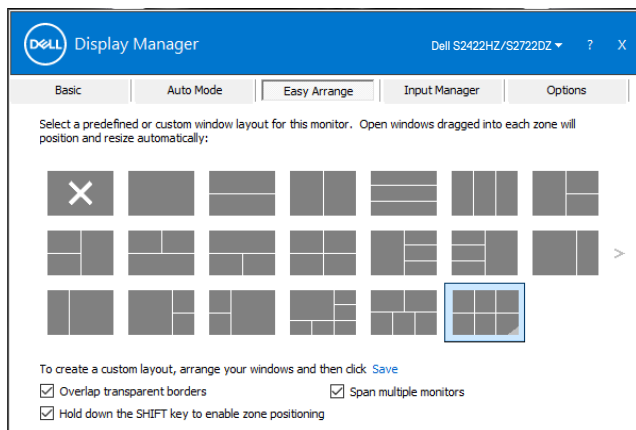 DELL Display Manager Dell S2422HZ/S2722DZ ? X
Basic Auto Mode Easy Arrange Input Manager Options
Select a predefined or custom window layout for this monitor. Open windows dragged into each zone will
position and resize automatically:
>
To create a custom layout, arrange your windows and then click Save
Overlap transparent borders Span multiple monitors
Hold down the SHIFT key to enable zone positioning